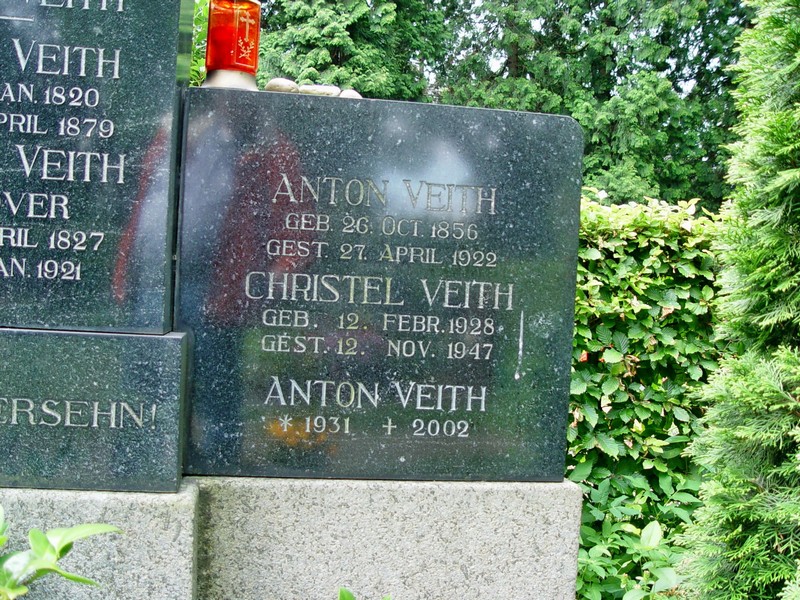 VEITH
VEITH
AN. 1820
PRIL 1879
VEITH
VER
RIL 1827
AN. 1921
ERSEHN!
ANTON VEITH
GEB. 26. OCT. 1856
GEST. 27. APRIL 1922
CHRISTEL VEITH
GEB. 12. FEBR. 1928
GEST. 12. NOV. 1947
ANTON VEITH
* 1931 + 2002